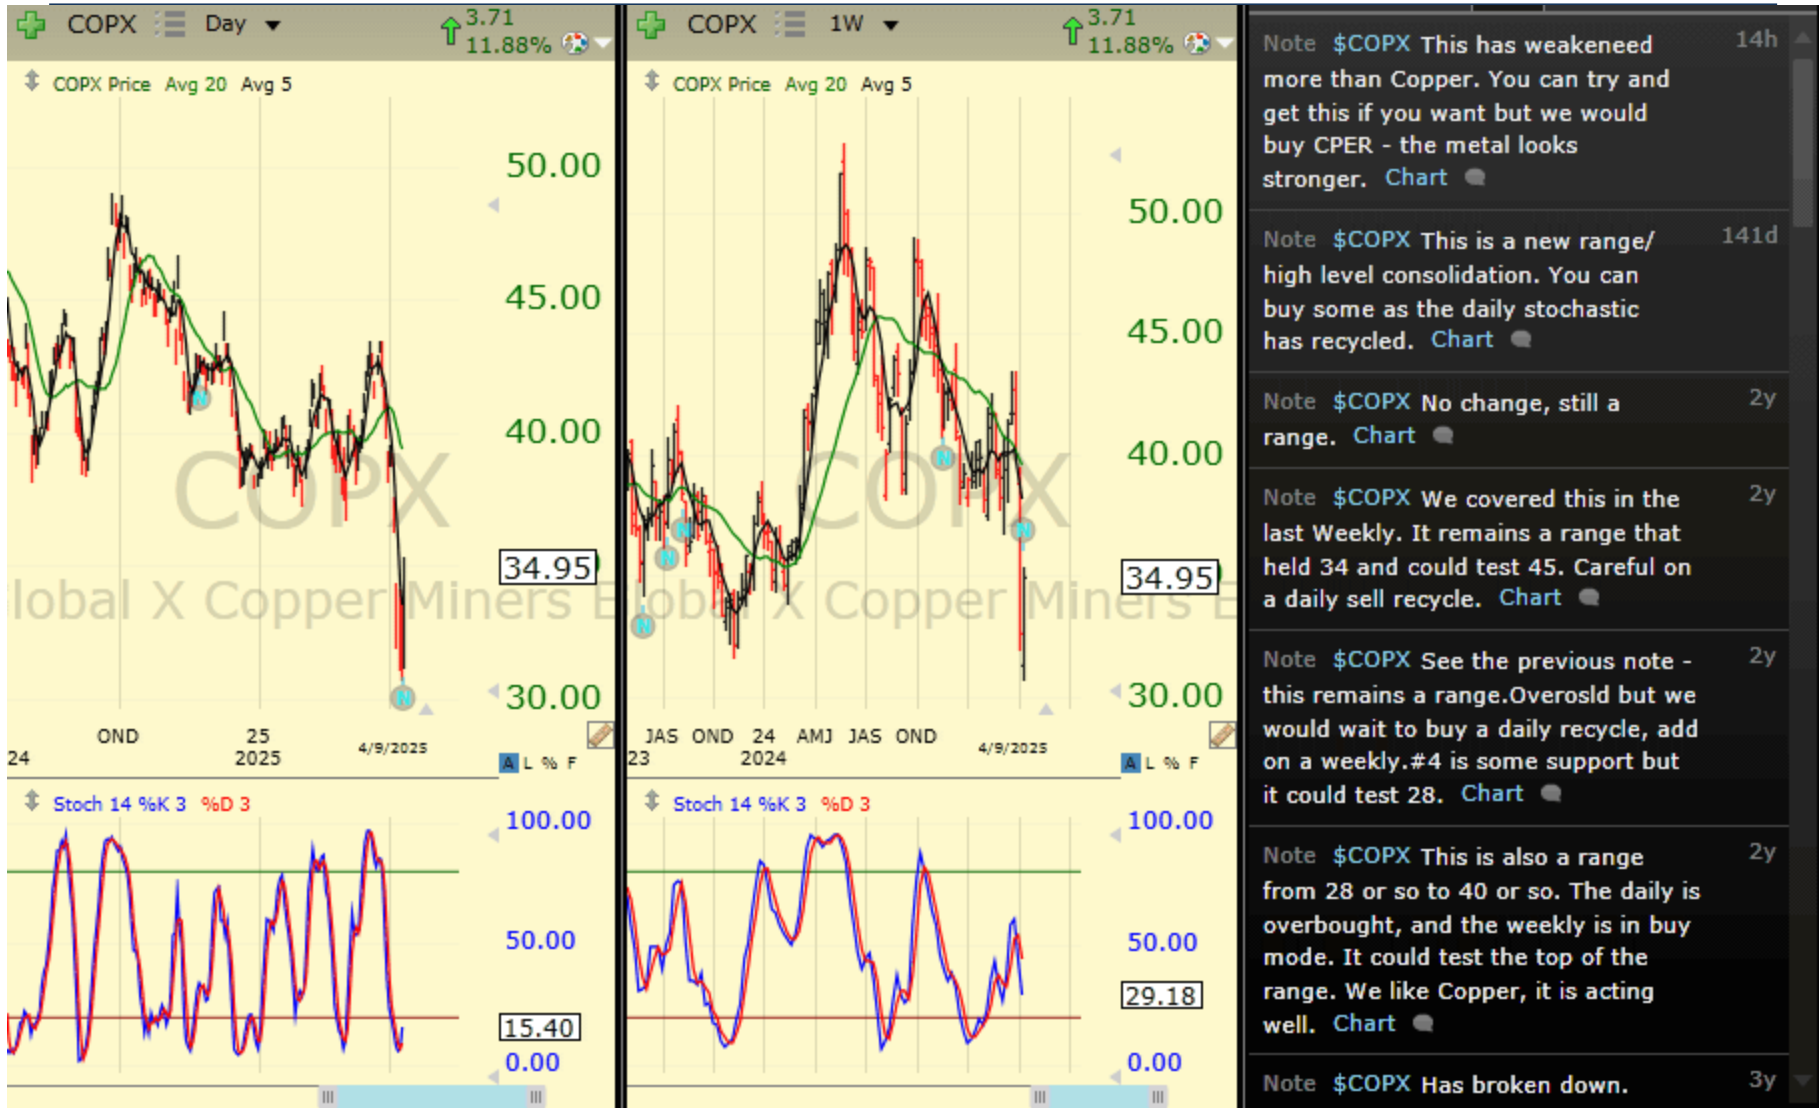 COPX Day 3.71
11.88%
COPX Price Avg 20 Avg 5
50.00
45.00
40.00
COPX
34.95
lobal X Copper Miners E
30.00
OND 25
24 2025 4/9/2025
A L % F
Stoch 14 %K 3 %D 3
100.00
50.00
15.40
0.00
N
N
COPX 1W 3.71
11.88%
COPX Price Avg 20 Avg 5
50.00
45.00
40.00
COPX
34.95
obal X Copper Miners E
30.00
JAS OND 24 AMJ JAS OND
23 2024 4/9/2025
A L % F
Stoch 14 %K 3 %D 3
100.00
50.00
29.18
0.00
N
N
N
N
N
Note $COPX This has weakeneed 14h
more than Copper. You can try and
get this if you want but we would
buy CPER - the metal looks
stronger. Chart
Note $COPX This is a new range/ 141d
high level consolidation. You can
buy some as the daily stochastic
has recycled. Chart
Note $COPX No change, still a 2y
range. Chart
Note $COPX We covered this in the 2y
last Weekly. It remains a range that
held 34 and could test 45. Careful on
a daily sell recycle. Chart
Note $COPX See the previous note - 2y
this remains a range.Overosld but we
would wait to buy a daily recycle, add
on a weekly.#4 is some support but
it could test 28. Chart
Note $COPX This is also a range 2y
from 28 or so to 40 or so. The daily is
overbought, and the weekly is in buy
mode. It could test the top of the
range. We like Copper, it is acting
well. Chart
Note $COPX Has broken down. 3y